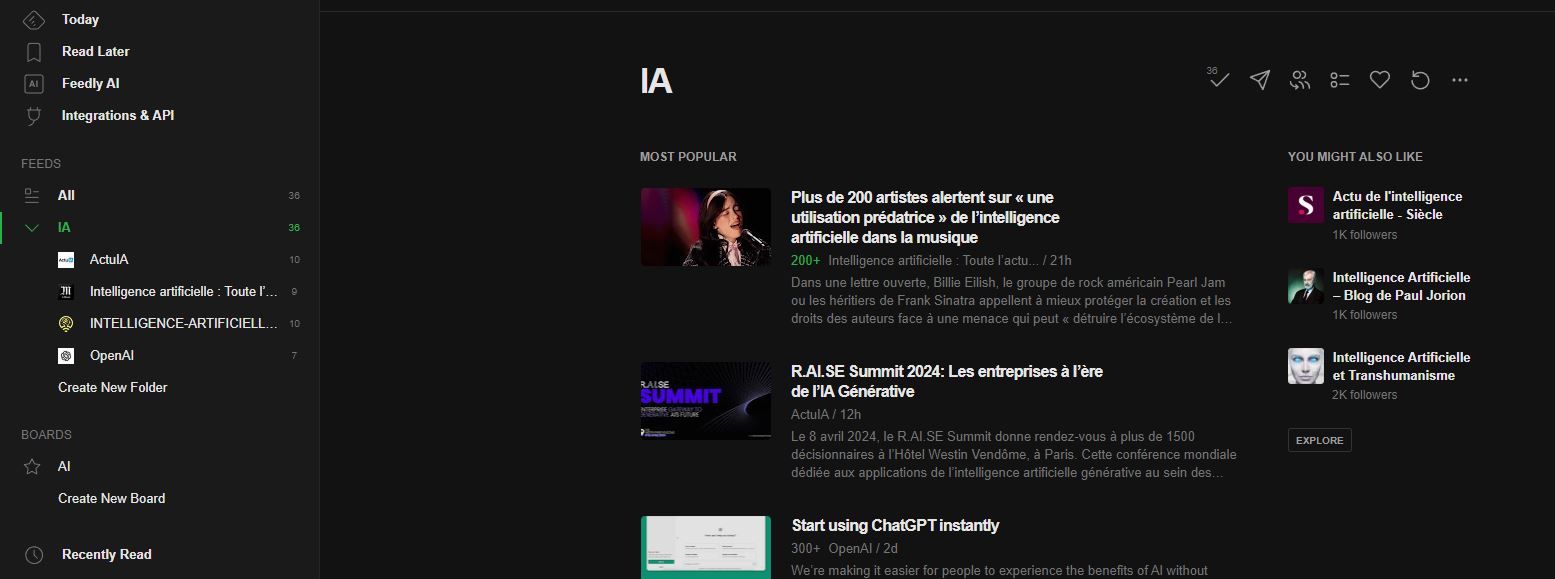 Today
Read Later
AI
Feedly AI
Integrations & API
FEEDS
All 36
IA 36
ActuIA 10
Intelligence artificielle : Toute l'... 9
INTELLIGENCE-ARTIFICIELL... 10
OpenAI 7
Create New Folder
BOARDS
AI
Create New Board
Recently Read
IA
36
MOST POPULAR
Plus de 200 artistes alertent sur « une
utilisation prédatrice » de l'intelligence
artificielle dans la musique
200+ Intelligence artificielle : Toute l'actu... / 21h
Dans une lettre ouverte, Billie Eilish, le groupe de rock américain Pearl Jam
ou les héritiers de Frank Sinatra appellent à mieux protéger la création et les
droits des auteurs face à une menace qui peut « détruire l'écosystème de l...
R.AI.SE
SUMMIT
R.AI.SE Summit 2024: Les entreprises à l'ère
de l'IA Générative
ActuIA / 12h
Le 8 avril 2024, le R.AI.SE Summit donne rendez-vous à plus de 1500
décisionnaires à l'Hôtel Westin Vendôme, à Paris. Cette conférence mondiale
dédiée aux applications de l'intelligence artificielle générative au sein des...
Start using ChatGPT instantly
300+ OpenAI / 2d
We're making it easier for people to experience the benefits of AI without
YOU MIGHT ALSO LIKE
S
Actu de l'intelligence
artificielle - Siècle
1K followers
Intelligence Artificielle
– Blog de Paul Jorion
1K followers
Intelligence Artificielle
et Transhumanisme
2K followers
EXPLORE